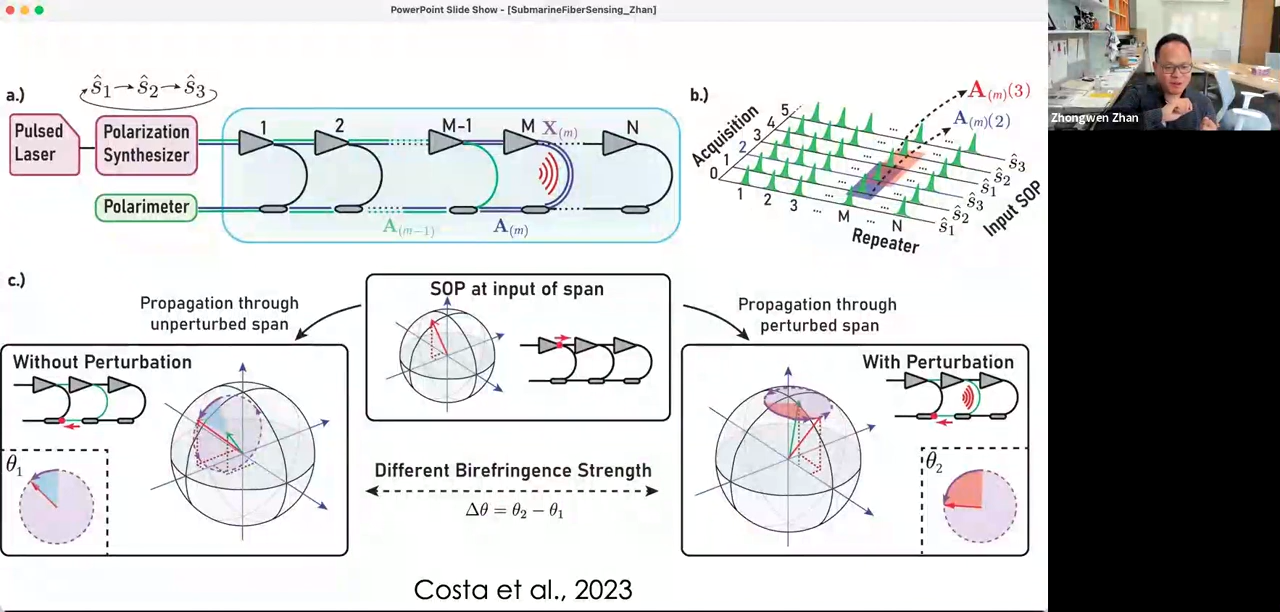 PowerPoint Slide Show - [SubmarineFiberSensing_Zhan]
Zhongwen Zhan
a.)
ŝ₁ → ŝ₂ → ŝ₃
Pulsed
Laser
Polarization
Synthesizer
Polarimeter
1
2
M-1
M
X₍ₘ₎
N
A₍ₘ₋₁₎
A₍ₘ₎
b.)
A₍ₘ₎(3)
A₍ₘ₎(2)
Acquisition
0
1
2
3
4
5
1
2
3
...
M
...
N
Repeater
ŝ₁
ŝ₂
ŝ₃
ŝ₁
ŝ₂
ŝ₃
Input SOP
c.)
Propagation through
unperturbed span
SOP at input of span
Propagation through
perturbed span
Without Perturbation
θ₁
Different Birefringence Strength
Δθ = θ₂ − θ₁
With Perturbation
θ₂
Costa et al., 2023